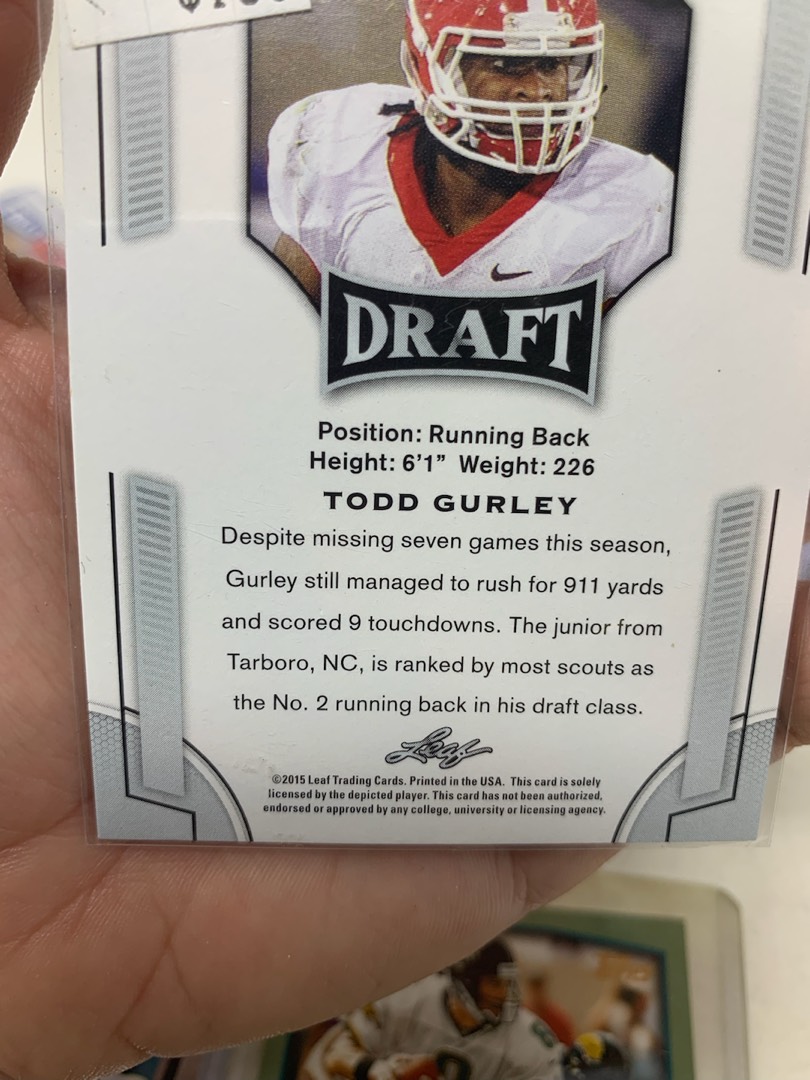 DRAFT
Position: Running Back
Height: 6'1" Weight: 226
TODD GURLEY
Despite missing seven games this season,
Gurley still managed to rush for 911 yards
and scored 9 touchdowns. The junior from
Tarboro, NC, is ranked by most scouts as
the No. 2 running back in his draft class.
Leaf
©2015 Leaf Trading Cards. Printed in the USA. This card is solely
licensed by the depicted player. This card has not been authorized,
endorsed or approved by any college, university or licensing agency.